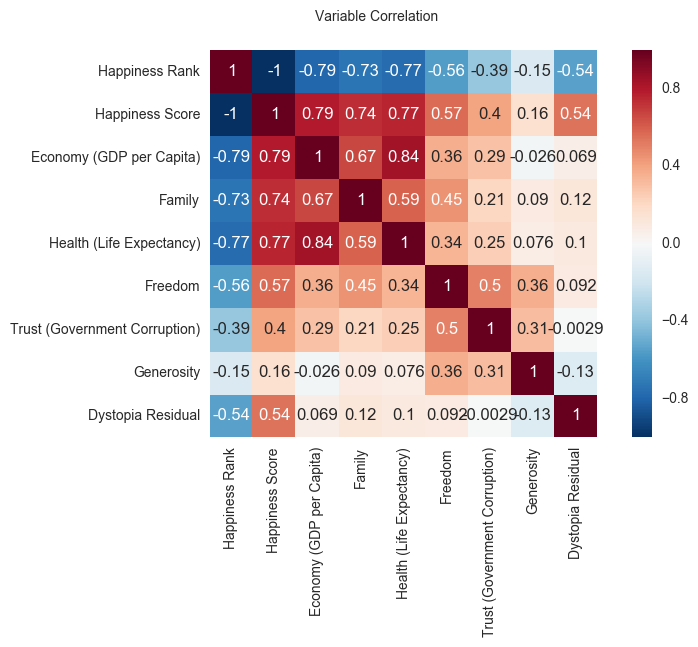 Variable Correlation
Happiness Rank 1 -1 -0.79 -0.73 -0.77 -0.56 -0.39 -0.15 -0.54
Happiness Score -1 1 0.79 0.74 0.77 0.57 0.4 0.16 0.54
Economy (GDP per Capita) -0.79 0.79 1 0.67 0.84 0.36 0.29 -0.026 0.069
Family -0.73 0.74 0.67 1 0.59 0.45 0.21 0.09 0.12
Health (Life Expectancy) -0.77 0.77 0.84 0.59 1 0.34 0.25 0.076 0.1
Freedom -0.56 0.57 0.36 0.45 0.34 1 0.5 0.36 0.092
Trust (Government Corruption) -0.39 0.4 0.29 0.21 0.25 0.5 1 0.31 -0.0029
Generosity -0.15 0.16 -0.026 0.09 0.076 0.36 0.31 1 -0.13
Dystopia Residual -0.54 0.54 0.069 0.12 0.1 0.092 -0.0029 -0.13 1
Happiness Rank
Happiness Score
Economy (GDP per Capita)
Family
Health (Life Expectancy)
Freedom
Trust (Government Corruption)
Generosity
Dystopia Residual
0.8
0.4
0.0
−0.4
−0.8